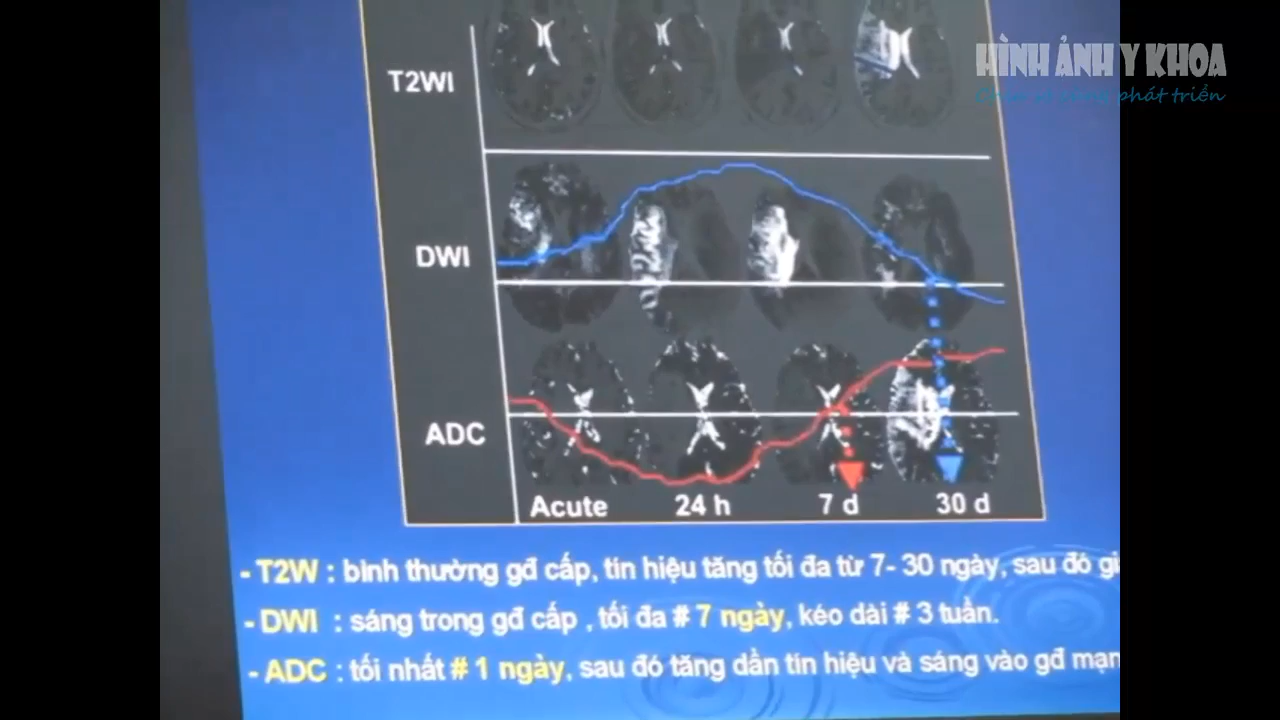 HÌNH ẢNH Y KHOA
phát triển
T2WI
DWI
ADC
Acute 24 h 7 d 30 d
- T2W : bình thường gđ cấp, tín hiệu tăng tối đa từ 7- 30 ngày, sau đó
- DWI : sáng trong gđ cấp , tối đa # 7 ngày, kéo dài # 3 tuần.
- ADC : tối nhất # 1 ngày, sau đó tăng dần tín hiệu và sáng vào gđ